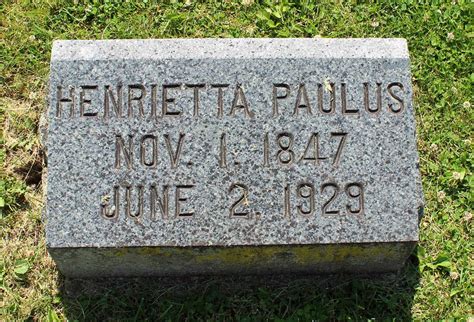 HENRIETTA PAULUS
NOV. 1. 1847
JUNE 2. 1929